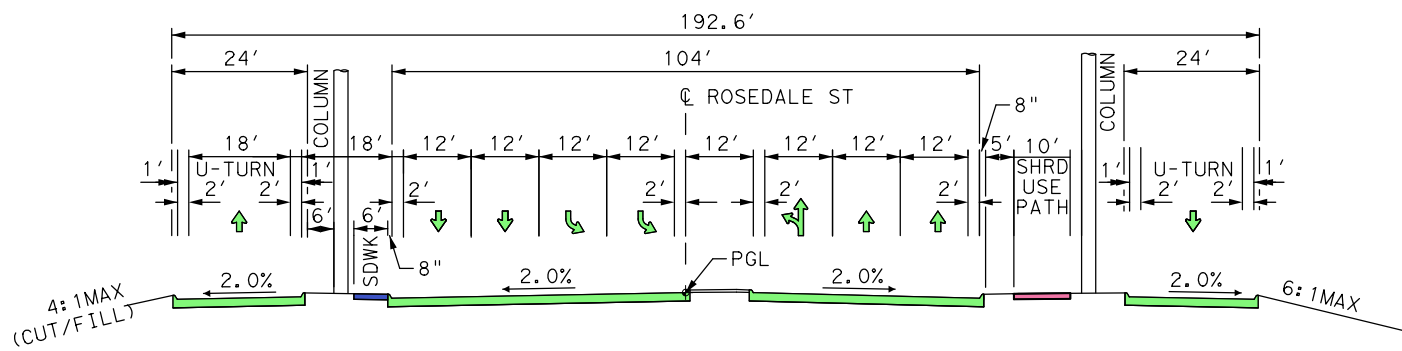 192.6'
24'
104'
24'
COLUMN
℄ ROSEDALE ST
COLUMN
8"
18'
18'
12'
12'
12'
12'
12'
12'
12'
12'
5'
10'
1'
U-TURN
1'
2'
2'
2'
2'
2'
2'
SHRD
USE
PATH
1'
U-TURN
1'
2'
2'
6'
6'
SDWK
8"
PGL
2.0%
2.0%
2.0%
2.0%
4:1MAX
(CUT/FILL)
6:1MAX